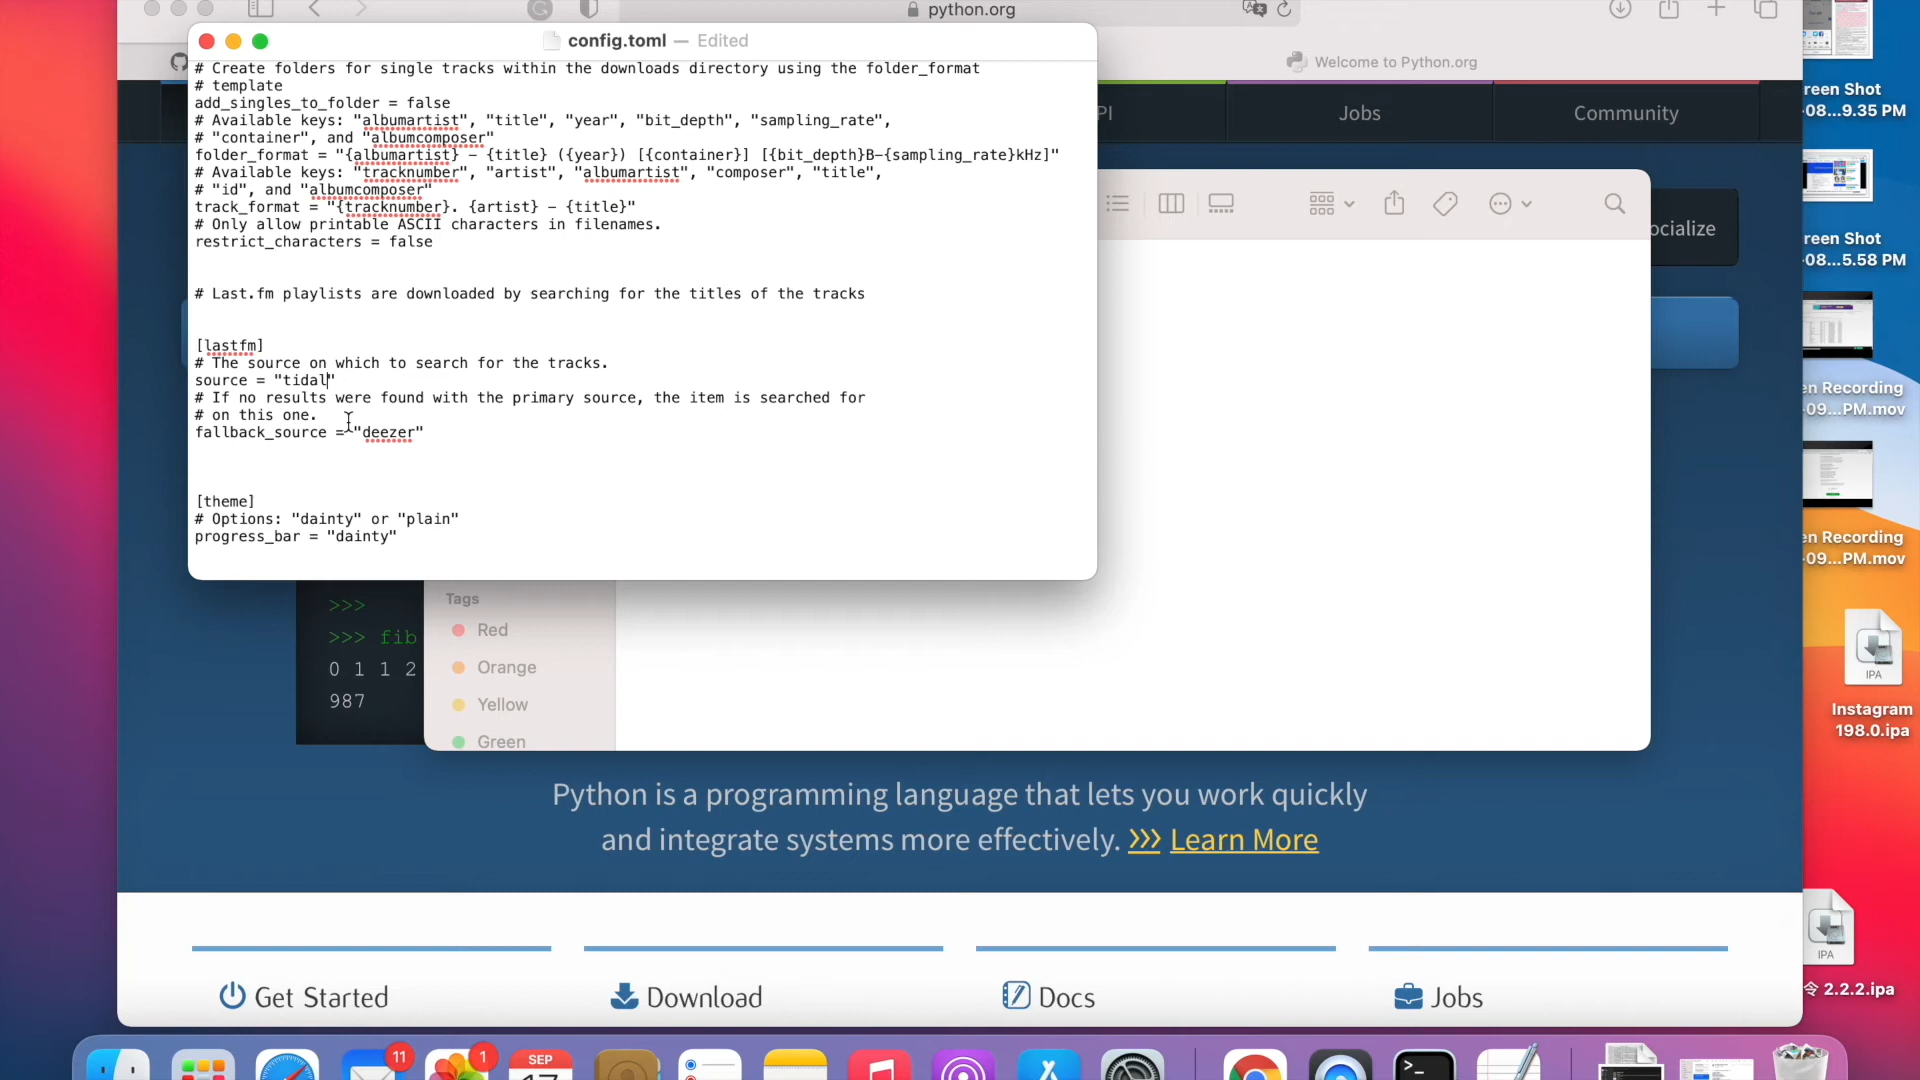 python.org
config.toml — Edited
Welcome to Python.org
# Create folders for single tracks within the downloads directory using the folder_format
# template
add_singles_to_folder = false
# Available keys: "albumartist", "title", "year", "bit_depth", "sampling_rate",
# "container", and "albumcomposer"
folder_format = "{albumartist} - {title} ({year}) [{container}] [{bit_depth}B-{sampling_rate}kHz]"
# Available keys: "tracknumber", "artist", "albumartist", "composer", "title",
# "id", and "albumcomposer"
track_format = "{tracknumber}. {artist} - {title}"
# Only allow printable ASCII characters in filenames.
restrict_characters = false
# Last.fm playlists are downloaded by searching for the titles of the tracks
[lastfm]
# The source on which to search for the tracks.
source = "tidal"
# If no results were found with the primary source, the item is searched for
# on this one.
fallback_source = "deezer"
[theme]
# Options: "dainty" or "plain"
progress_bar = "dainty"
PI
Jobs
Community
ocialize
Tags
Red
Orange
Yellow
Green
>>>
>>> fib
0 1 1 2
987
Python is a programming language that lets you work quickly
and integrate systems more effectively. >>> Learn More
Get Started
Download
Docs
Jobs
reen Shot
-08...9.35 PM
reen Shot
-08...5.58 PM
en Recording
-09...PM.mov
en Recording
-09...PM.mov
IPA
Instagram
198.0.ipa
IPA
令 2.2.2.ipa
11
1
SEP
17
>_